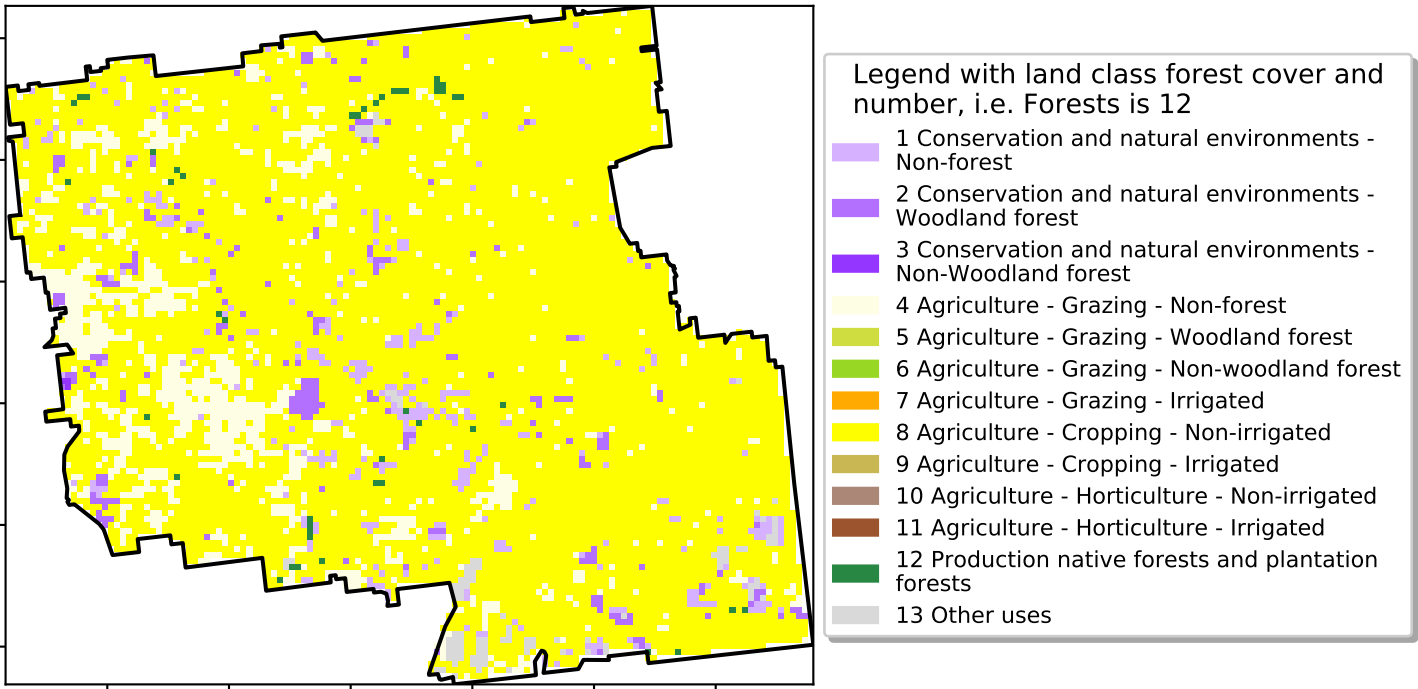 Legend with land class forest cover and
number, i.e. Forests is 12
1 Conservation and natural environments -
Non-forest
2 Conservation and natural environments -
Woodland forest
3 Conservation and natural environments -
Non-Woodland forest
4 Agriculture - Grazing - Non-forest
5 Agriculture - Grazing - Woodland forest
6 Agriculture - Grazing - Non-woodland forest
7 Agriculture - Grazing - Irrigated
8 Agriculture - Cropping - Non-irrigated
9 Agriculture - Cropping - Irrigated
10 Agriculture - Horticulture - Non-irrigated
11 Agriculture - Horticulture - Irrigated
12 Production native forests and plantation
forests
13 Other uses